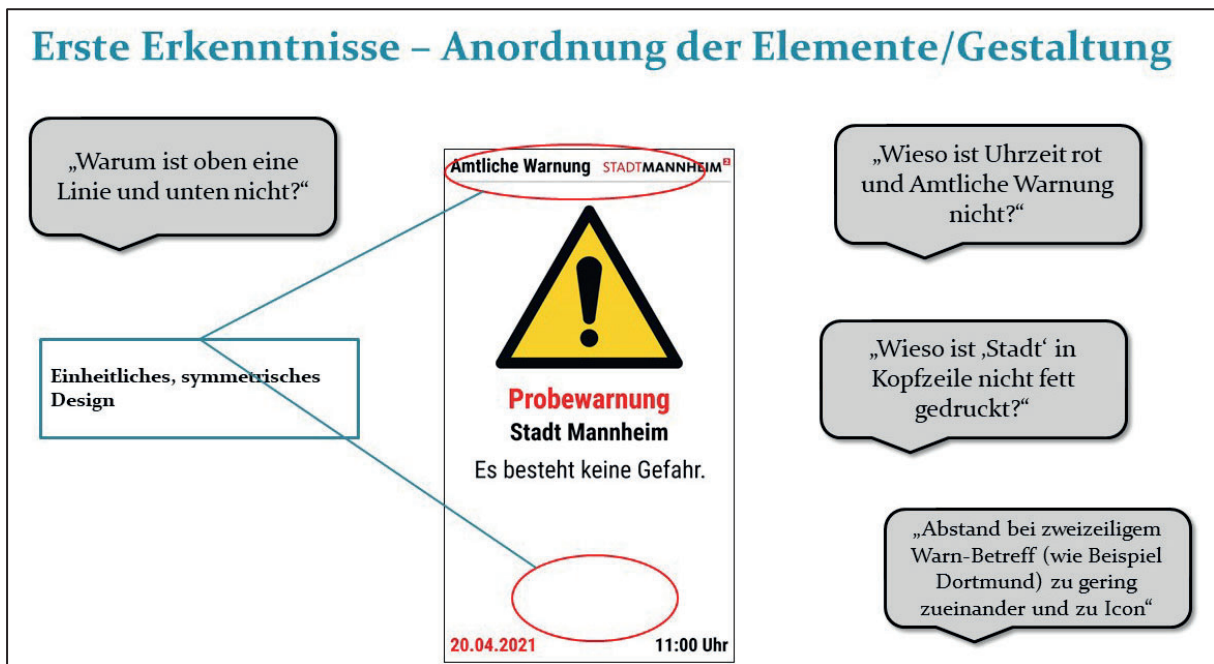 Erste Erkenntnisse – Anordnung der Elemente/Gestaltung
„Warum ist oben eine
Linie und unten nicht?“
Einheitliches, symmetrisches
Design
Amtliche Warnung STADTMANNHEIM²
Probewarnung
Stadt Mannheim
Es besteht keine Gefahr.
20.04.2021 11:00 Uhr
„Wieso ist Uhrzeit rot
und Amtliche Warnung
nicht?“
„Wieso ist ‚Stadt‘ in
Kopfzeile nicht fett
gedruckt?“
„Abstand bei zweizeiligem
Warn-Betreff (wie Beispiel
Dortmund) zu gering
zueinander und zu Icon“